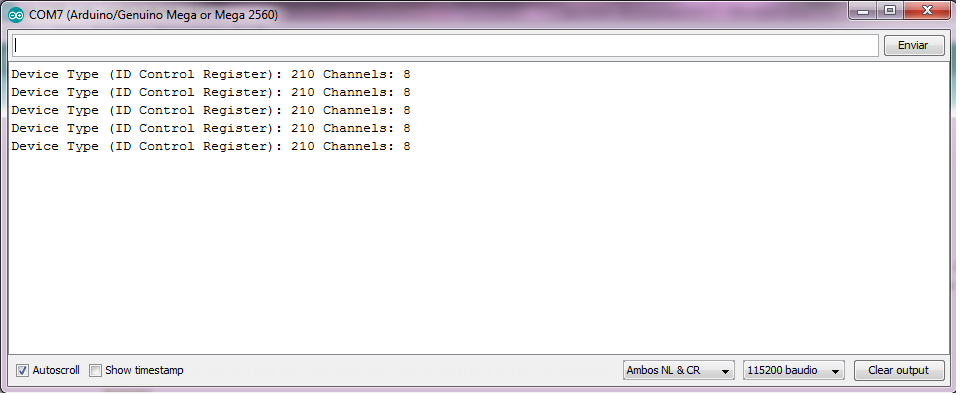 COM7 (Arduino/Genuino Mega or Mega 2560)
Enviar
Device Type (ID Control Register): 210 Channels: 8
Device Type (ID Control Register): 210 Channels: 8
Device Type (ID Control Register): 210 Channels: 8
Device Type (ID Control Register): 210 Channels: 8
Device Type (ID Control Register): 210 Channels: 8
Autoscroll Show timestamp Ambos NL & CR 115200 baudio Clear output